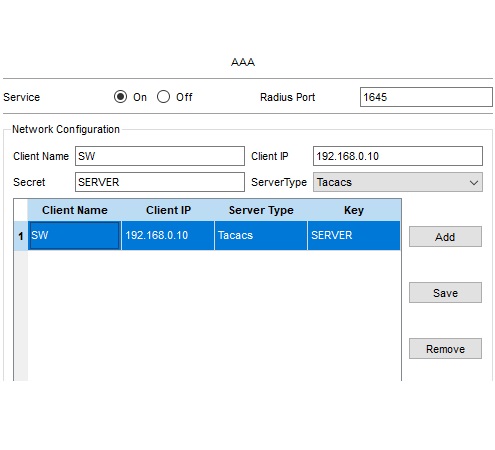 AAA
Service On Off Radius Port 1645
Network Configuration
Client Name SW Client IP 192.168.0.10
Secret SERVER ServerType Tacacs
Client Name Client IP Server Type Key
1 SW 192.168.0.10 Tacacs SERVER
Add
Save
Remove